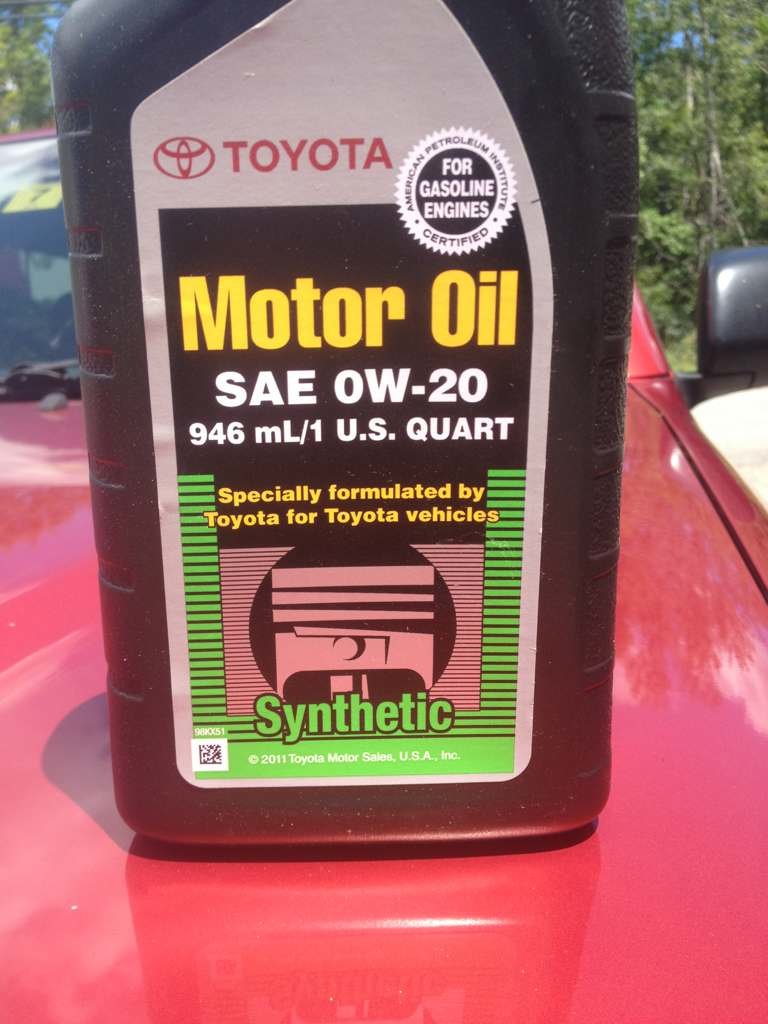 TOYOTA
AMERICAN PETROLEUM INSTITUTE
FOR
GASOLINE
ENGINES
CERTIFIED
Motor Oil
SAE 0W-20
946 mL/1 U.S. QUART
Specially formulated by
Toyota for Toyota vehicles
Synthetic
98KX51
© 2011 Toyota Motor Sales, U.S.A., Inc.